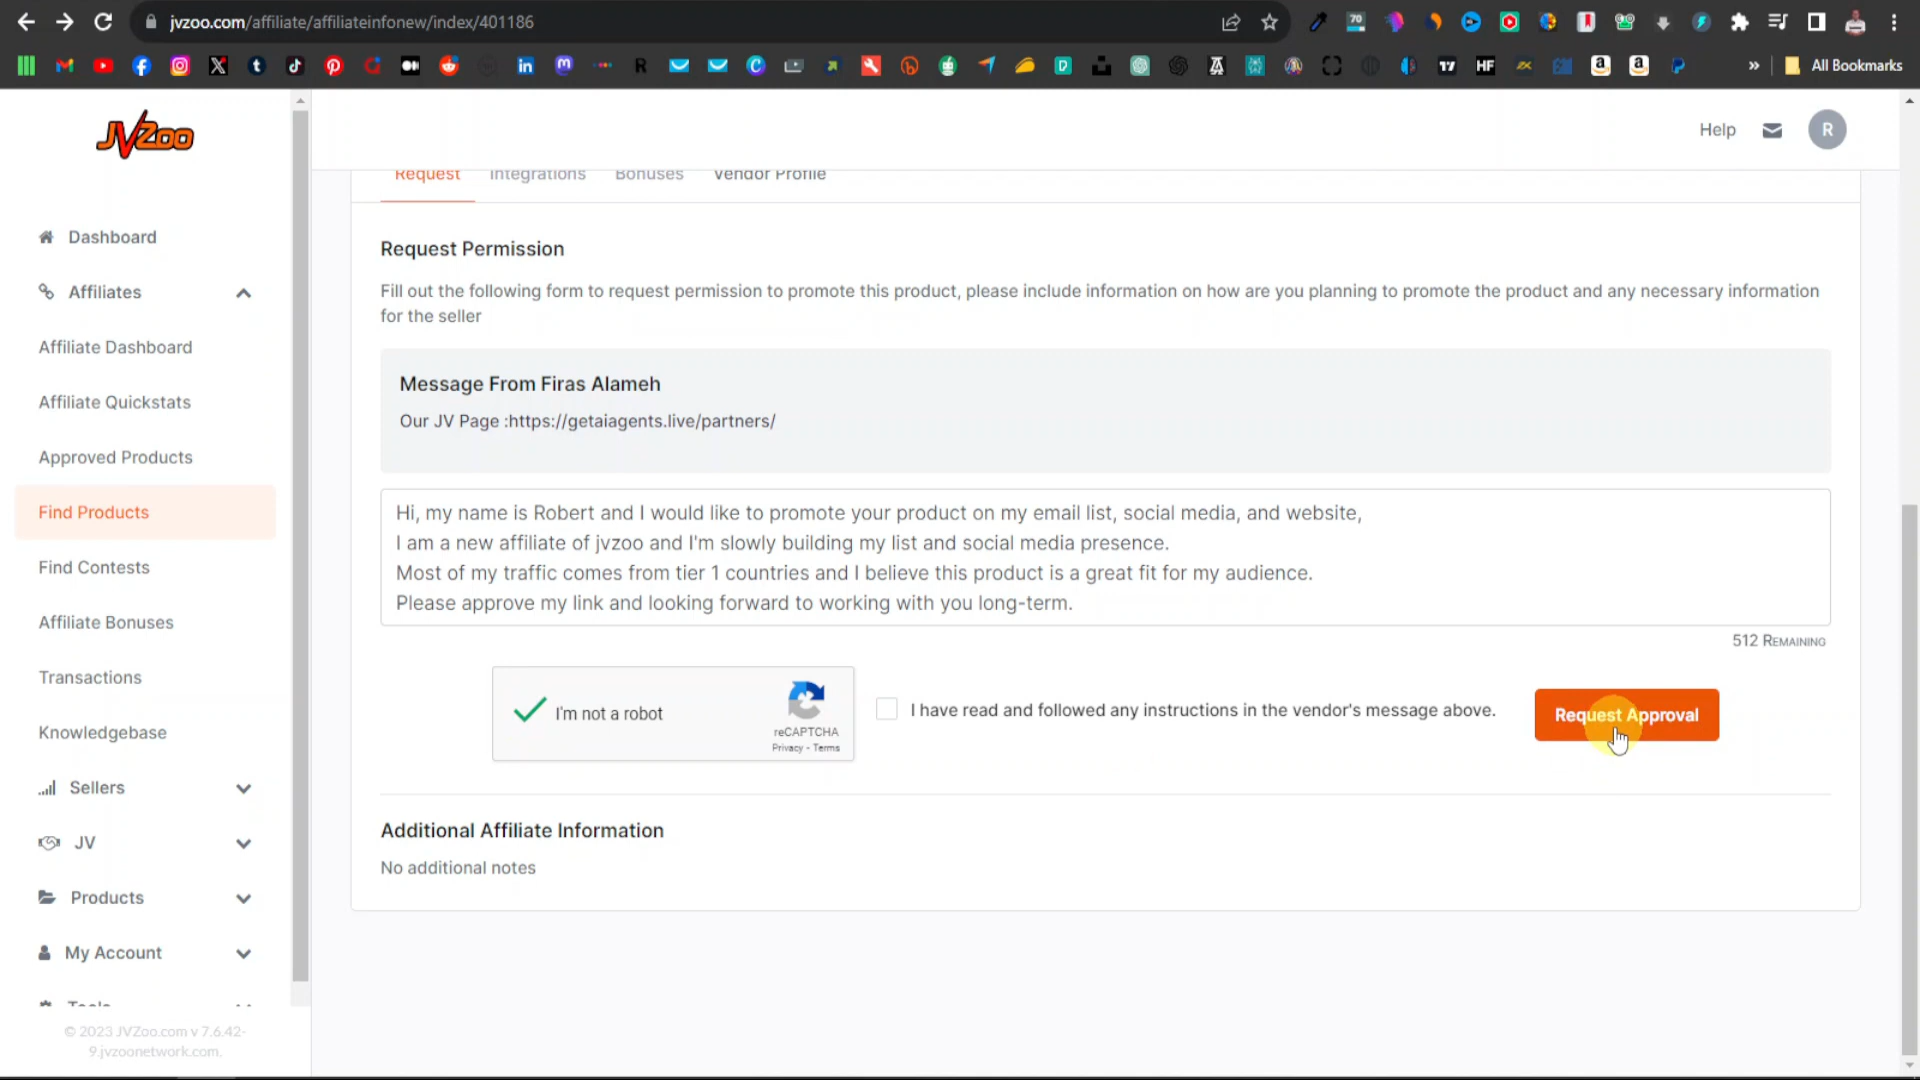 jvzoo.com/affiliate/affiliateinfonew/index/401186
All Bookmarks
JVZoo
Help
R
Dashboard
Affiliates
Affiliate Dashboard
Affiliate Quickstats
Approved Products
Find Products
Find Contests
Affiliate Bonuses
Transactions
Knowledgebase
Sellers
JV
Products
My Account
Tools
© 2023 JVZoo.com v 7.6.42-
9.jvzoonetwork.com.
Request Integrations Bonuses Vendor Profile
Request Permission
Fill out the following form to request permission to promote this product, please include information on how are you planning to promote the product and any necessary information
for the seller
Message From Firas Alameh
Our JV Page :https://getaiagents.live/partners/
Hi, my name is Robert and I would like to promote your product on my email list, social media, and website,
I am a new affiliate of jvzoo and I'm slowly building my list and social media presence.
Most of my traffic comes from tier 1 countries and I believe this product is a great fit for my audience.
Please approve my link and looking forward to working with you long-term.
512 REMAINING
I'm not a robot
reCAPTCHA
Privacy - Terms
I have read and followed any instructions in the vendor's message above.
Request Approval
Additional Affiliate Information
No additional notes